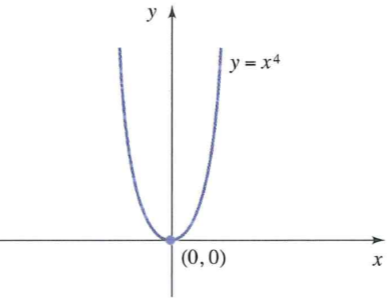 y
y = x⁴
(0, 0)
x